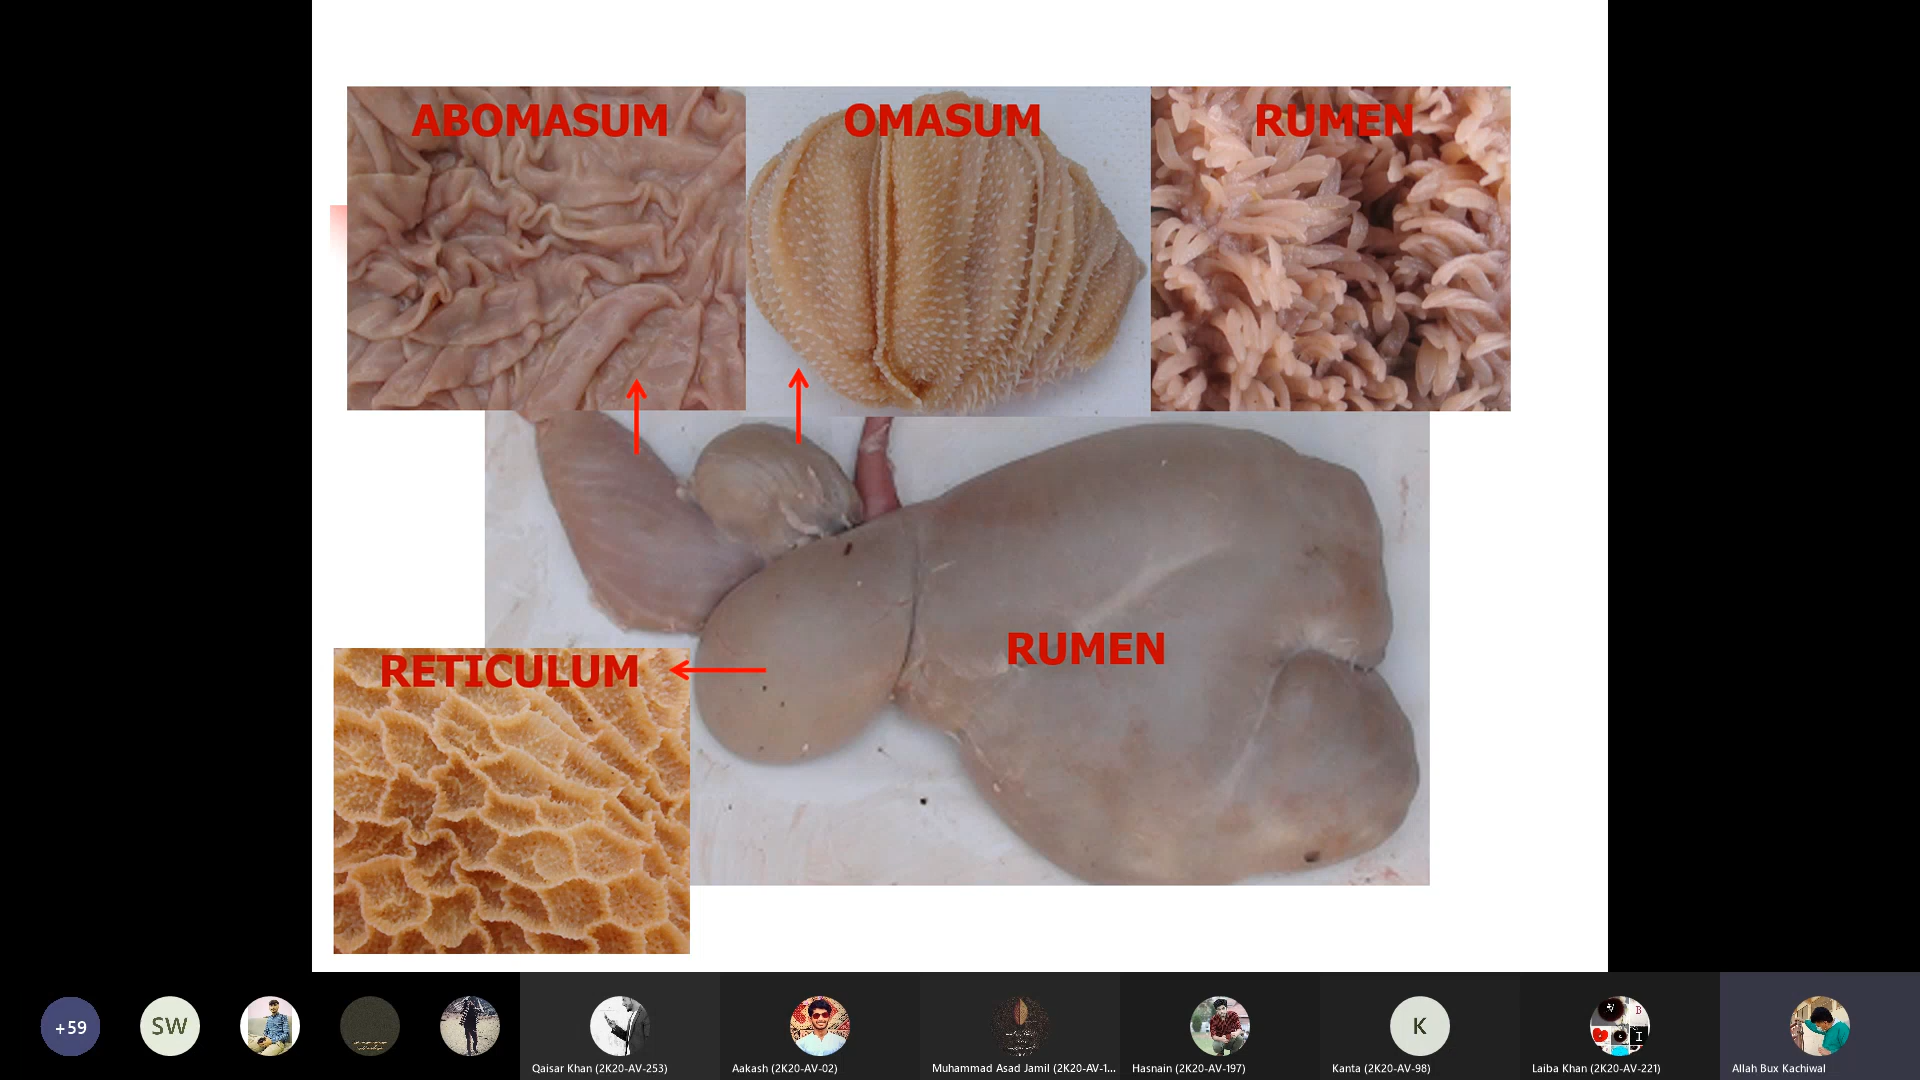 ABOMASUM
OMASUM
RUMEN
RUMEN
RETICULUM
+59
SW
K
B
I
Qaisar Khan (2K20-AV-253)
Aakash (2K20-AV-02)
Muhammad Asad Jamil (2K20-AV-1...
Hasnain (2K20-AV-197)
Kanta (2K20-AV-98)
Laiba Khan (2K20-AV-221)
Allah Bux Kachiwal